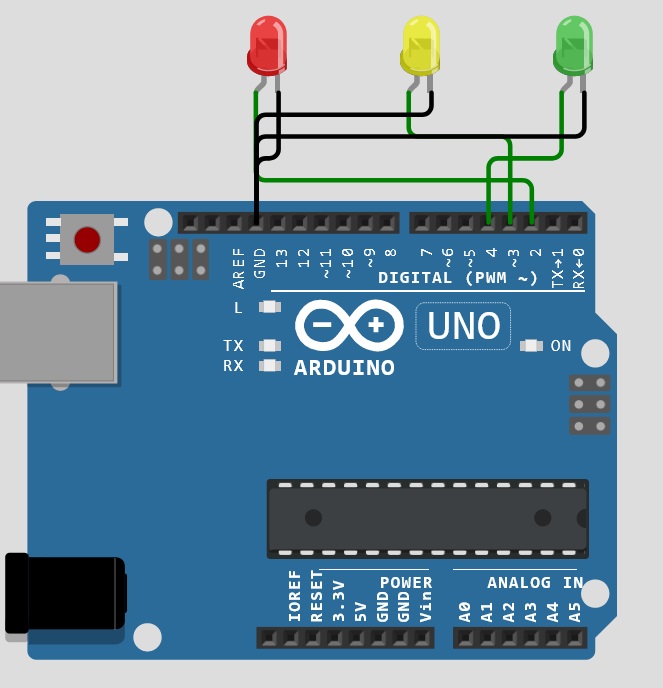 AREF GND 13 12 ~11 ~10 ~9 8 7 ~6 ~5 4 ~3 2 TX→1 RX←0
DIGITAL (PWM ~)
L
UNO
TX
ON
RX
ARDUINO
POWER
ANALOG IN
IOREF RESET 3.3V 5V GND GND Vin A0 A1 A2 A3 A4 A5